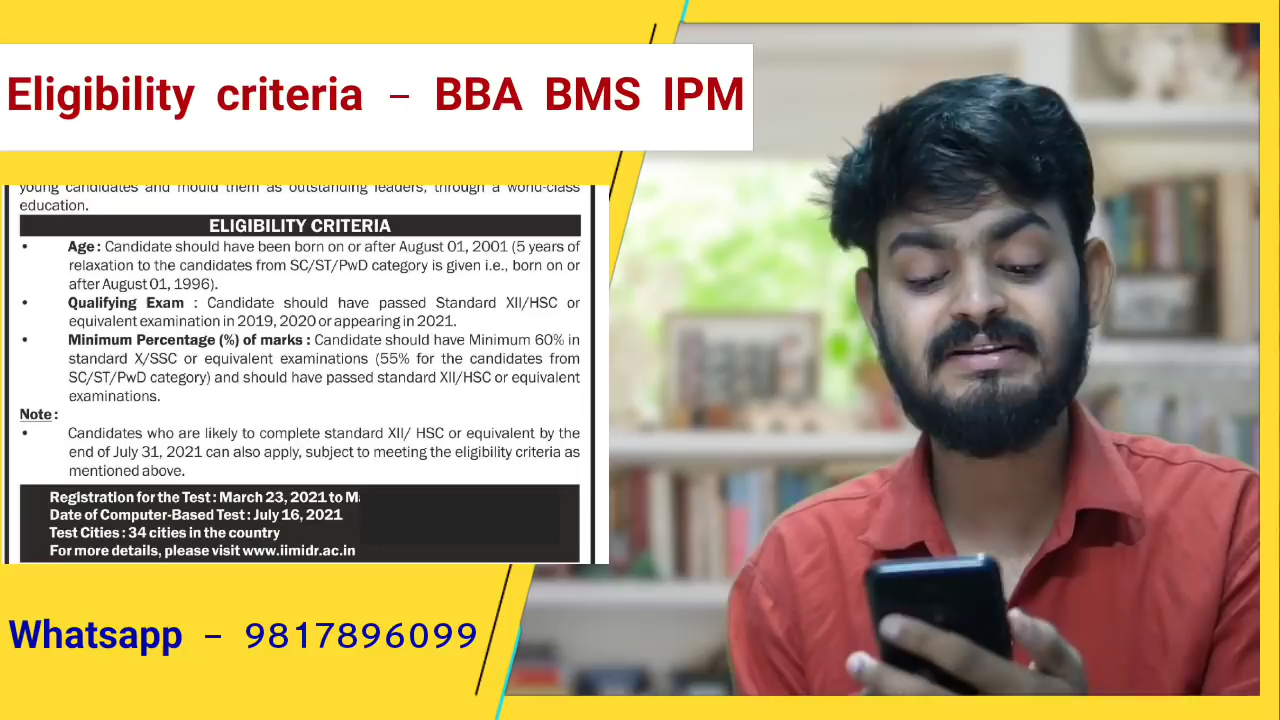 Eligibility criteria – BBA BMS IPM
young candidates and mould them as outstanding leaders, through a world-class
education.
ELIGIBILITY CRITERIA
• Age : Candidate should have been born on or after August 01, 2001 (5 years of
relaxation to the candidates from SC/ST/PwD category is given i.e., born on or
after August 01, 1996).
• Qualifying Exam : Candidate should have passed Standard XII/HSC or
equivalent examination in 2019, 2020 or appearing in 2021.
• Minimum Percentage (%) of marks : Candidate should have Minimum 60% in
standard X/SSC or equivalent examinations (55% for the candidates from
SC/ST/PwD category) and should have passed standard XII/HSC or equivalent
examinations.
Note :
• Candidates who are likely to complete standard XII/ HSC or equivalent by the
end of July 31, 2021 can also apply, subject to meeting the eligibility criteria as
mentioned above.
Registration for the Test : March 23, 2021 to
Date of Computer-Based Test : July 16, 2021
Test Cities : 34 cities in the country
For more details, please visit www.iimidr.ac.in
Whatsapp – 9817896099